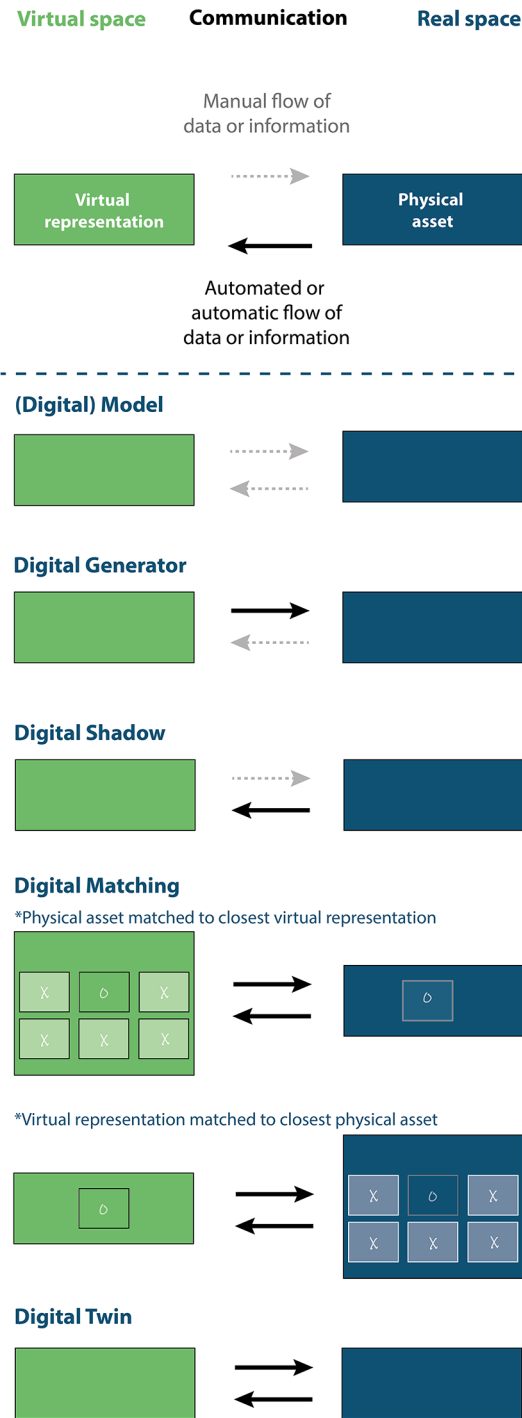 Virtual space
Communication
Real space
Manual flow of
data or information
Virtual
representation
Physical
asset
Automated or
automatic flow of
data or information
(Digital) Model
Digital Generator
Digital Shadow
Digital Matching
*Physical asset matched to closest virtual representation
X O X
O
X X X
*Virtual representation matched to closest physical asset
X O X
O
X X X
Digital Twin